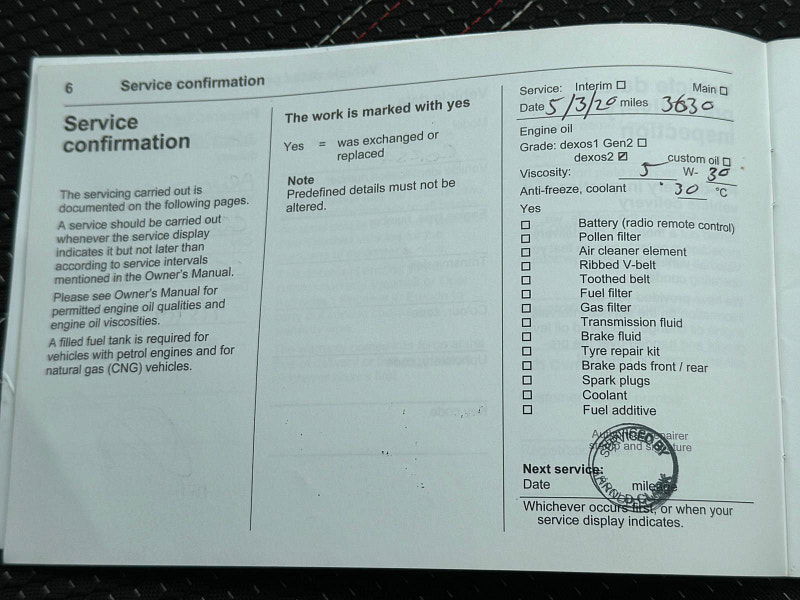 6 Service confirmation
Service
confirmation
The servicing carried out is
documented on the following pages.
A service should be carried out
whenever the service display
indicates it but not later than
according to service intervals
mentioned in the Owner's Manual.
Please see Owner's Manual for
permitted engine oil qualities and
engine oil viscosities.
A filled fuel tank is required for
vehicles with petrol engines and for
natural gas (CNG) vehicles.
The work is marked with yes
Yes = was exchanged or
replaced
Note
Predefined details must not be
altered.
Service: Interim ☐ Main ☐
Date 5/3/20 miles 3630
Engine oil
Grade: dexos1 Gen2 ☐
dexos2 ☑ custom oil ☐
Viscosity: 5 W- 30
Anti-freeze, coolant 30 °C
Yes
☐ Battery (radio remote control)
☐ Pollen filter
☐ Air cleaner element
☐ Ribbed V-belt
☐ Toothed belt
☐ Fuel filter
☐ Gas filter
☐ Transmission fluid
☐ Brake fluid
☐ Tyre repair kit
☐ Brake pads front / rear
☐ Spark plugs
☐ Coolant
☐ Fuel additive
stamp and signature
SERVICED BY
Next service:
Date mileage
Whichever occurs first, or when your
service display indicates.